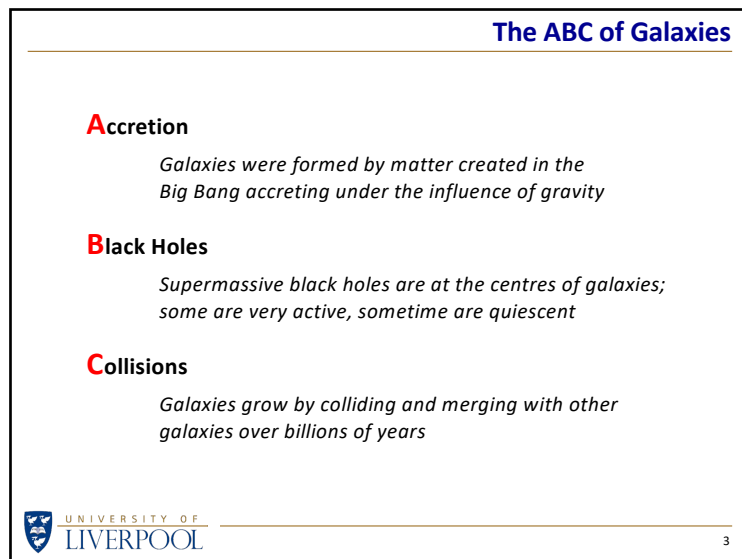 The ABC of Galaxies
Accretion
Galaxies were formed by matter created in the
Big Bang accreting under the influence of gravity
Black Holes
Supermassive black holes are at the centres of galaxies;
some are very active, sometime are quiescent
Collisions
Galaxies grow by colliding and merging with other
galaxies over billions of years
UNIVERSITY OF
LIVERPOOL
3